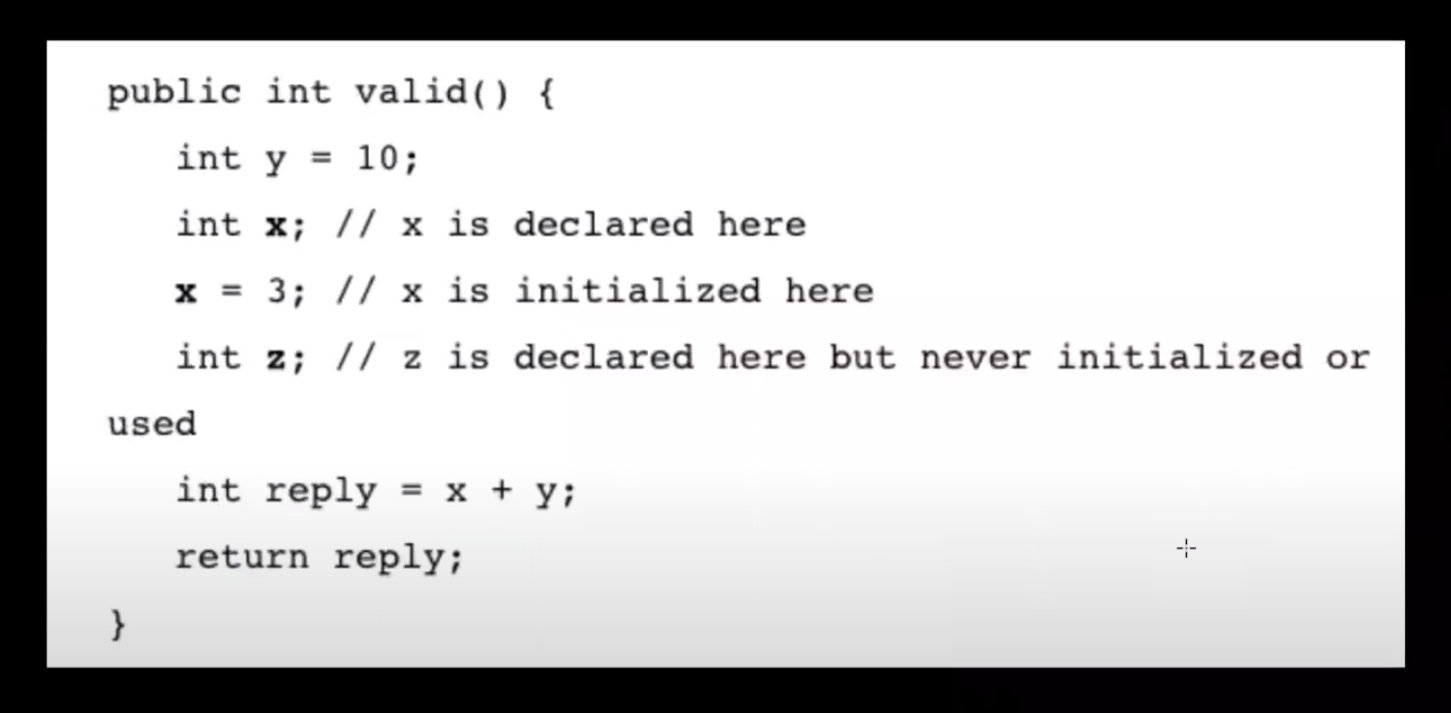 public int valid() {
int y = 10;
int x; // x is declared here
x = 3; // x is initialized here
int z; // z is declared here but never initialized or
used
int reply = x + y;
return reply;
}